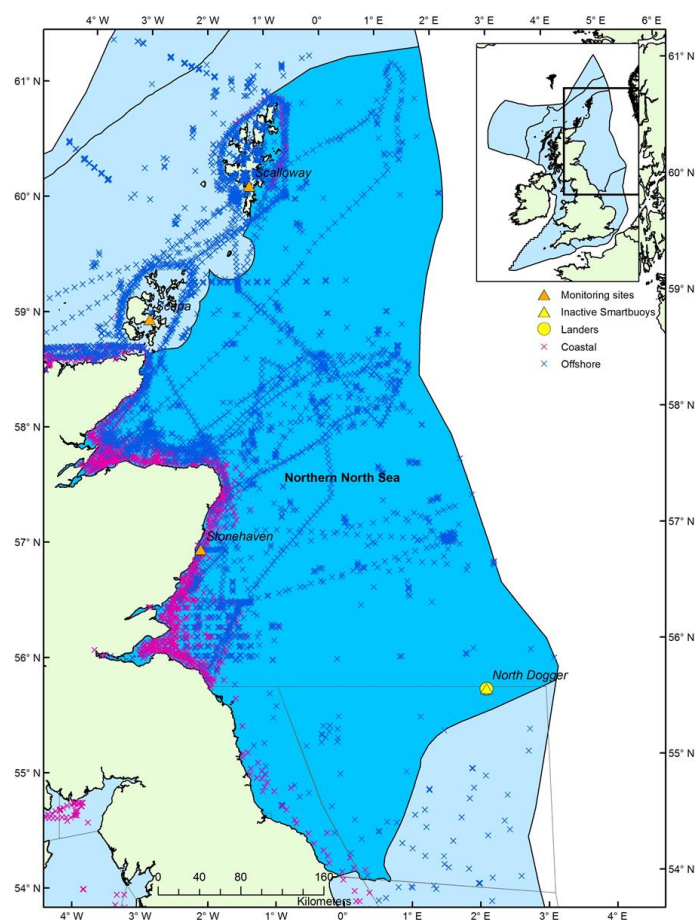 4° W 3° W 2° W 1° W 0° 1° E 2° E 3° E 4° E 5° E 6° E
61° N
61° N
Scalloway
60° N
60° N
Monitoring sites
Inactive Smartbuoys
Landers
Coastal
Offshore
59° N
59° N
Scapa
58° N
58° N
Northern North Sea
57° N
57° N
Stonehaven
56° N
56° N
North Dogger
55° N
55° N
54° N
54° N
0 40 80 160
Kilometers
4° W 3° W 2° W 1° W 0° 1° E 2° E 3° E 4° E 5° E